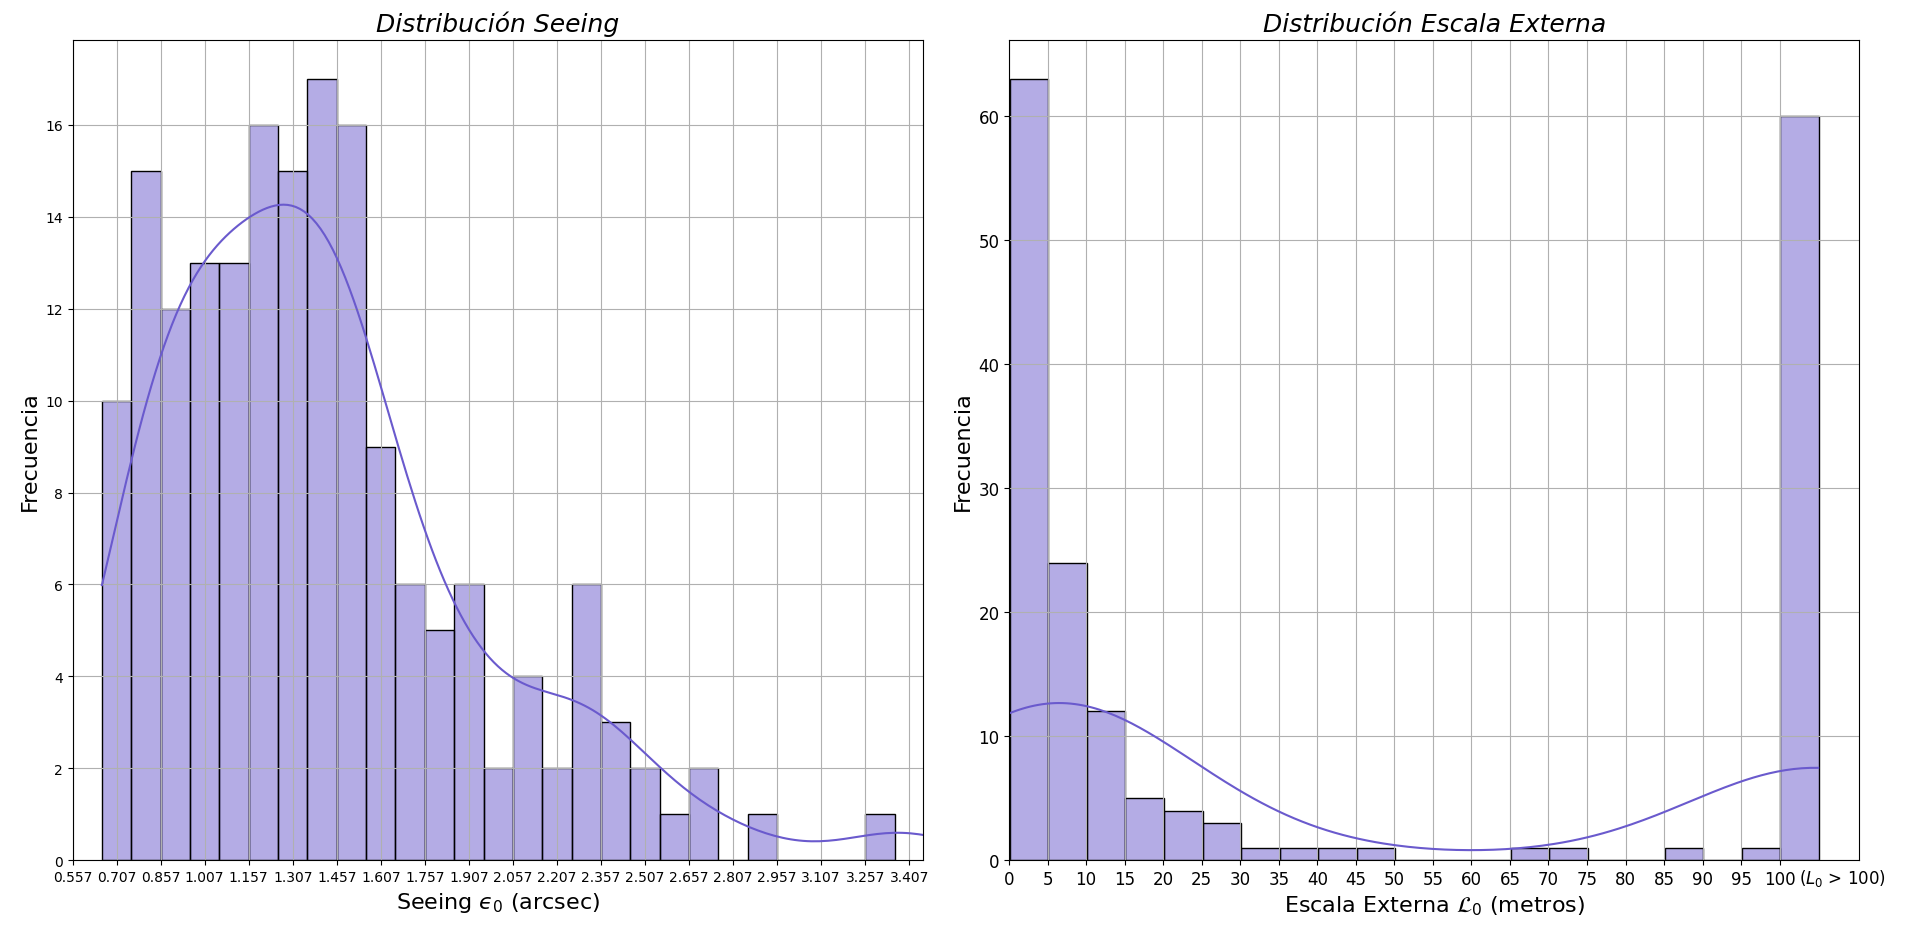 Distribución Seeing
Frecuencia
16
14
12
10
8
6
4
2
0
0.557 0.707 0.857 1.007 1.157 1.307 1.457 1.607 1.757 1.907 2.057 2.207 2.357 2.507 2.657 2.807 2.957 3.107 3.257 3.407
Seeing ϵ₀ (arcsec)
Distribución Escala Externa
Frecuencia
60
50
40
30
20
10
0
0 5 10 15 20 25 30 35 40 45 50 55 60 65 70 75 80 85 90 95 100 (L₀ > 100)
Escala Externa ℒ₀ (metros)